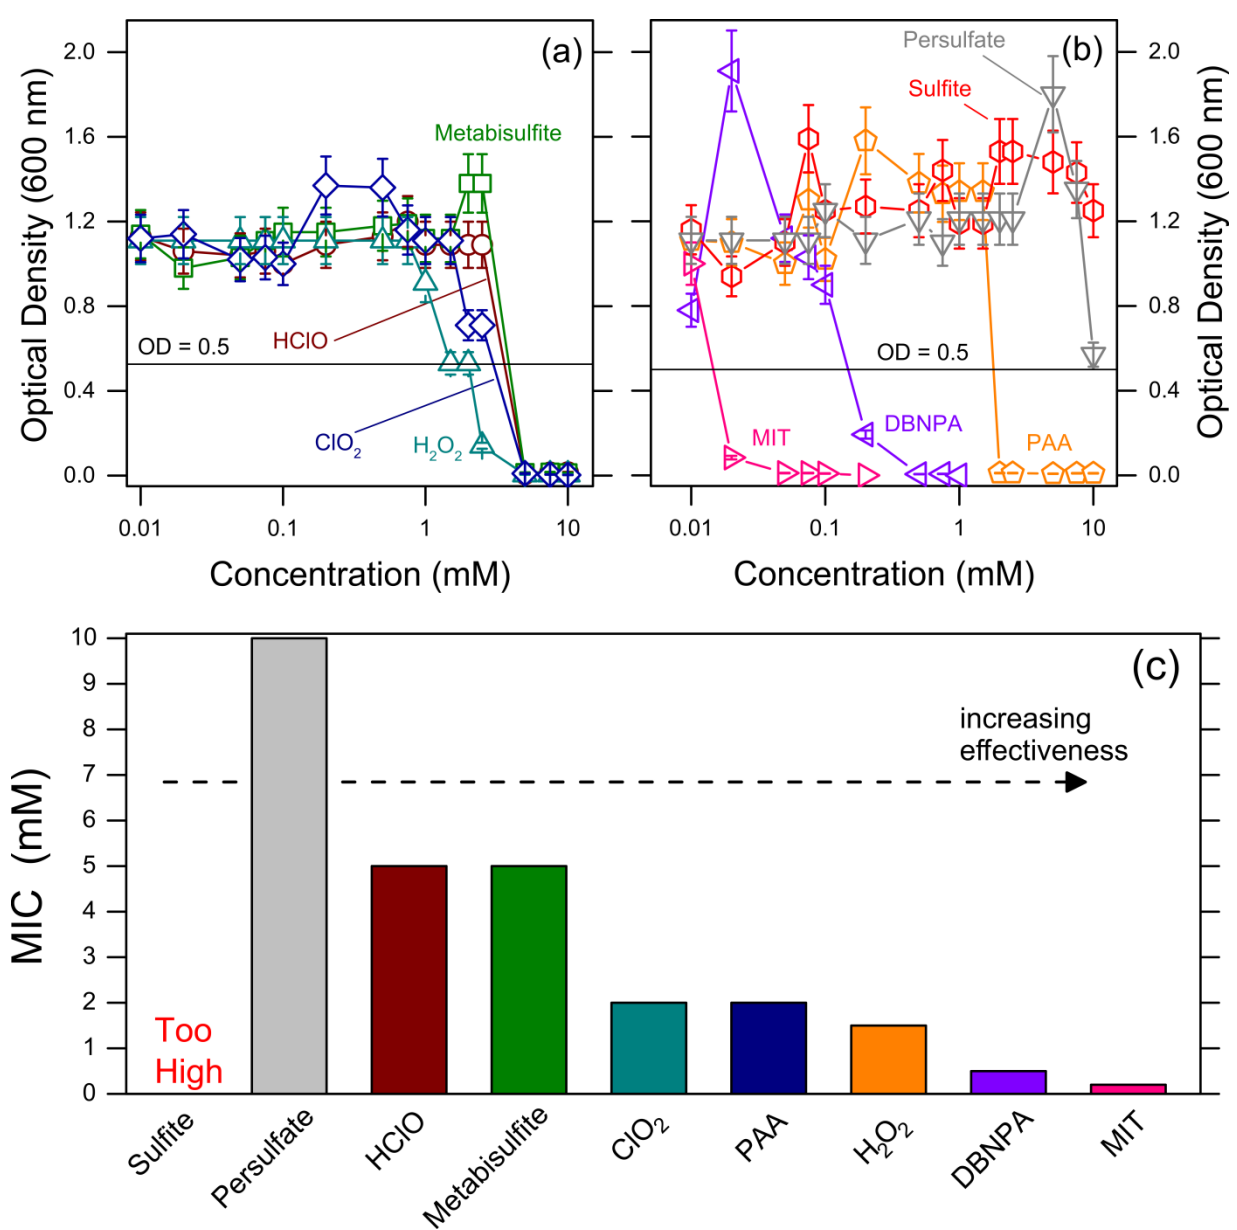 (a)
2.0
1.6
1.2
0.8
0.4
0.0
Optical Density (600 nm)
Metabisulfite
HClO
OD = 0.5
ClO2
H2O2
0.01
0.1
1
10
Concentration (mM)
(b)
Persulfate
Sulfite
OD = 0.5
MIT
DBNPA
PAA
2.0
1.6
1.2
0.8
0.4
0.0
Optical Density (600 nm)
0.01
0.1
1
10
Concentration (mM)
(c)
10
9
8
7
6
5
4
3
2
1
0
MIC (mM)
increasing
effectiveness
Too
High
Sulfite
Persulfate
HClO
Metabisulfite
ClO2
PAA
H2O2
DBNPA
MIT